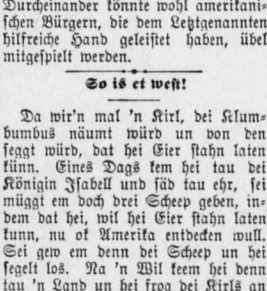 Durcheinander könnte wohl amerikani-
schen Bürgern, die dem Letztgenannten
hilfreiche Hand geleistet haben, übel
mitgespielt werden.
So is et west!
Da wir'n mal 'n Kirl, bei Klum-
bumbus näumt würd un von den
seggt würd, dat hei Eier stahn laten
künn. Eines Dags kem hei tau dei
Königin Isabell und säd tau ehr, sei
müggt em doch drei Scheep geben, in-
dem dat hei, wil hei Eier stahn laten
künn, nu ok Amerika entdecken wull.
Sei gew em denn dei Scheep un hei
segelt los. Na 'n Wil keem hei denn
tau 'n Land un hei frog dei Kirls an